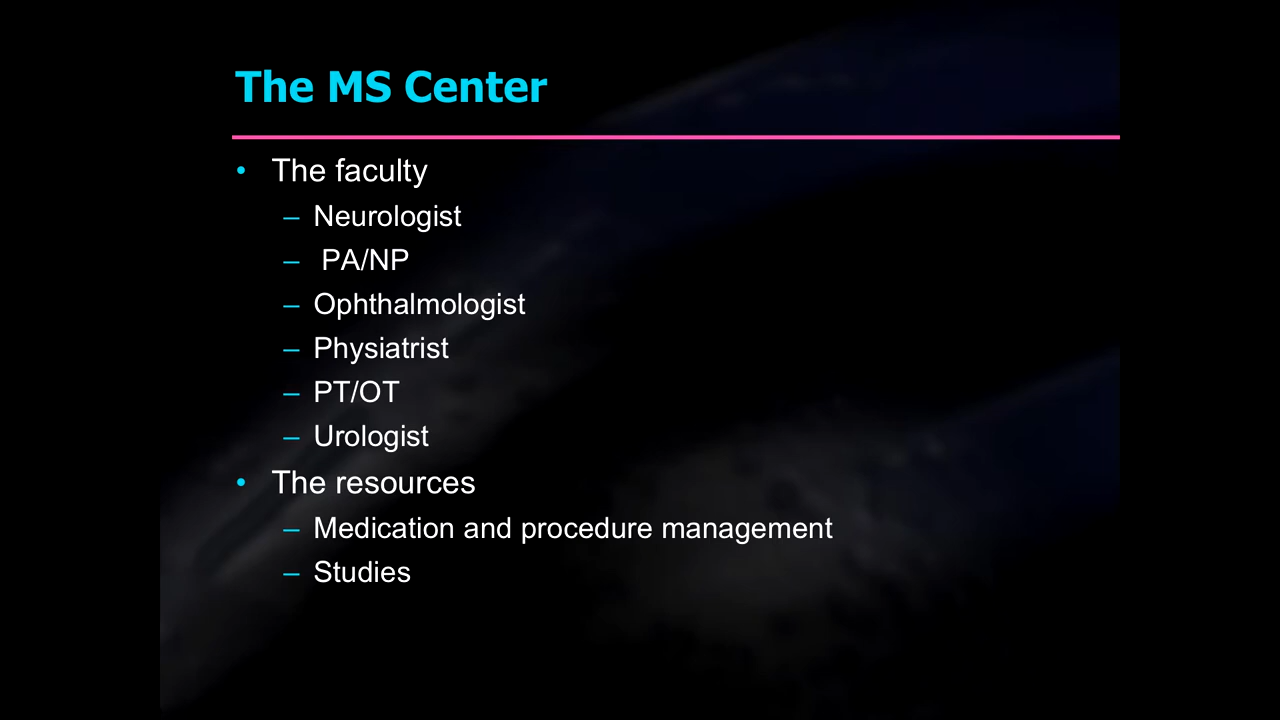 The MS Center
• The faculty
– Neurologist
– PA/NP
– Ophthalmologist
– Physiatrist
– PT/OT
– Urologist
• The resources
– Medication and procedure management
– Studies